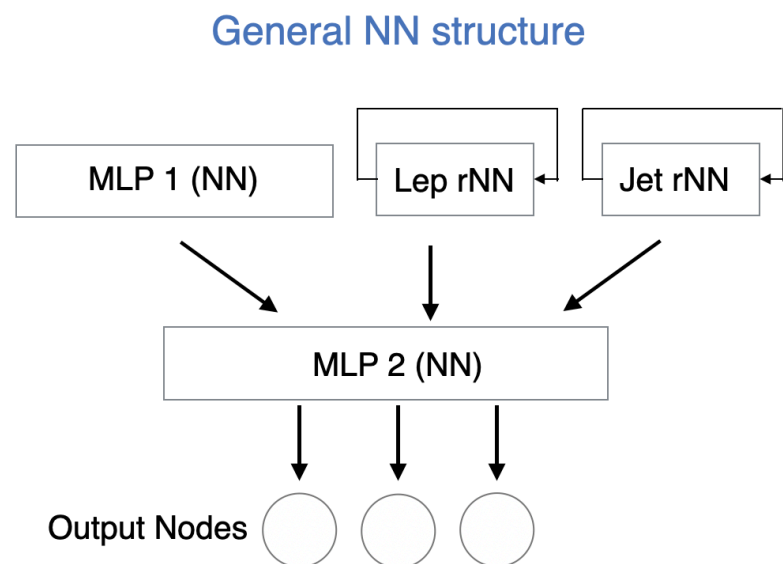 General NN structure
MLP 1 (NN)
Lep rNN
Jet rNN
MLP 2 (NN)
Output Nodes